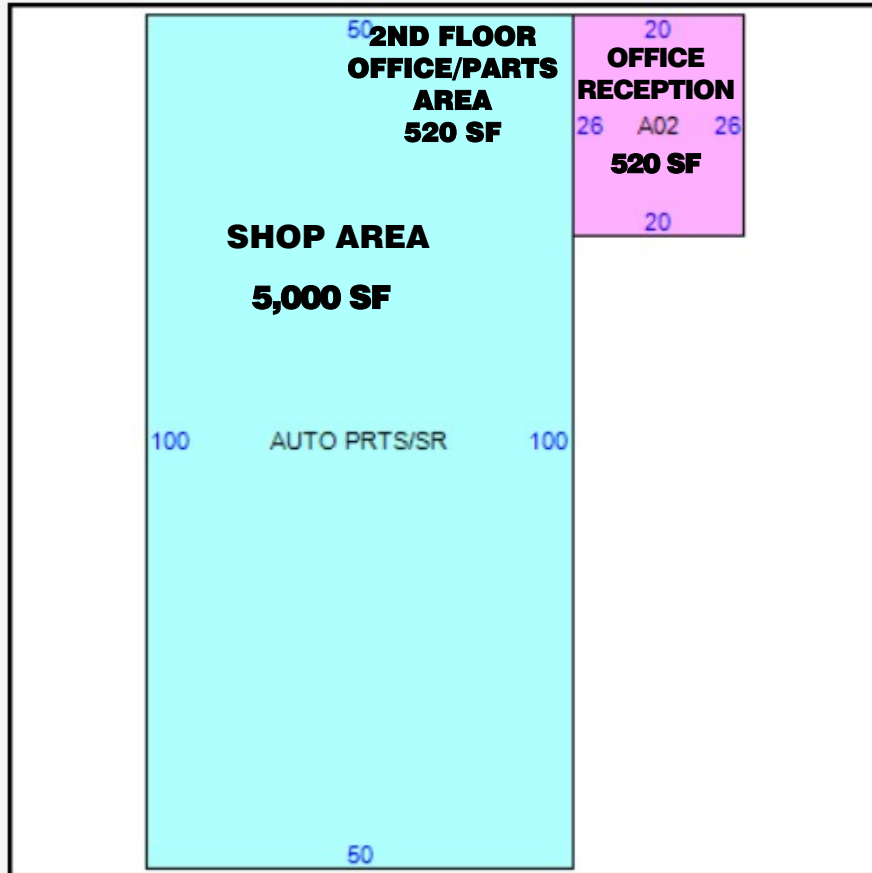 50
2ND FLOOR
OFFICE/PARTS
AREA
520 SF
20
OFFICE
RECEPTION
26 A02 26
520 SF
20
SHOP AREA
5,000 SF
100 AUTO PRTS/SR 100
50